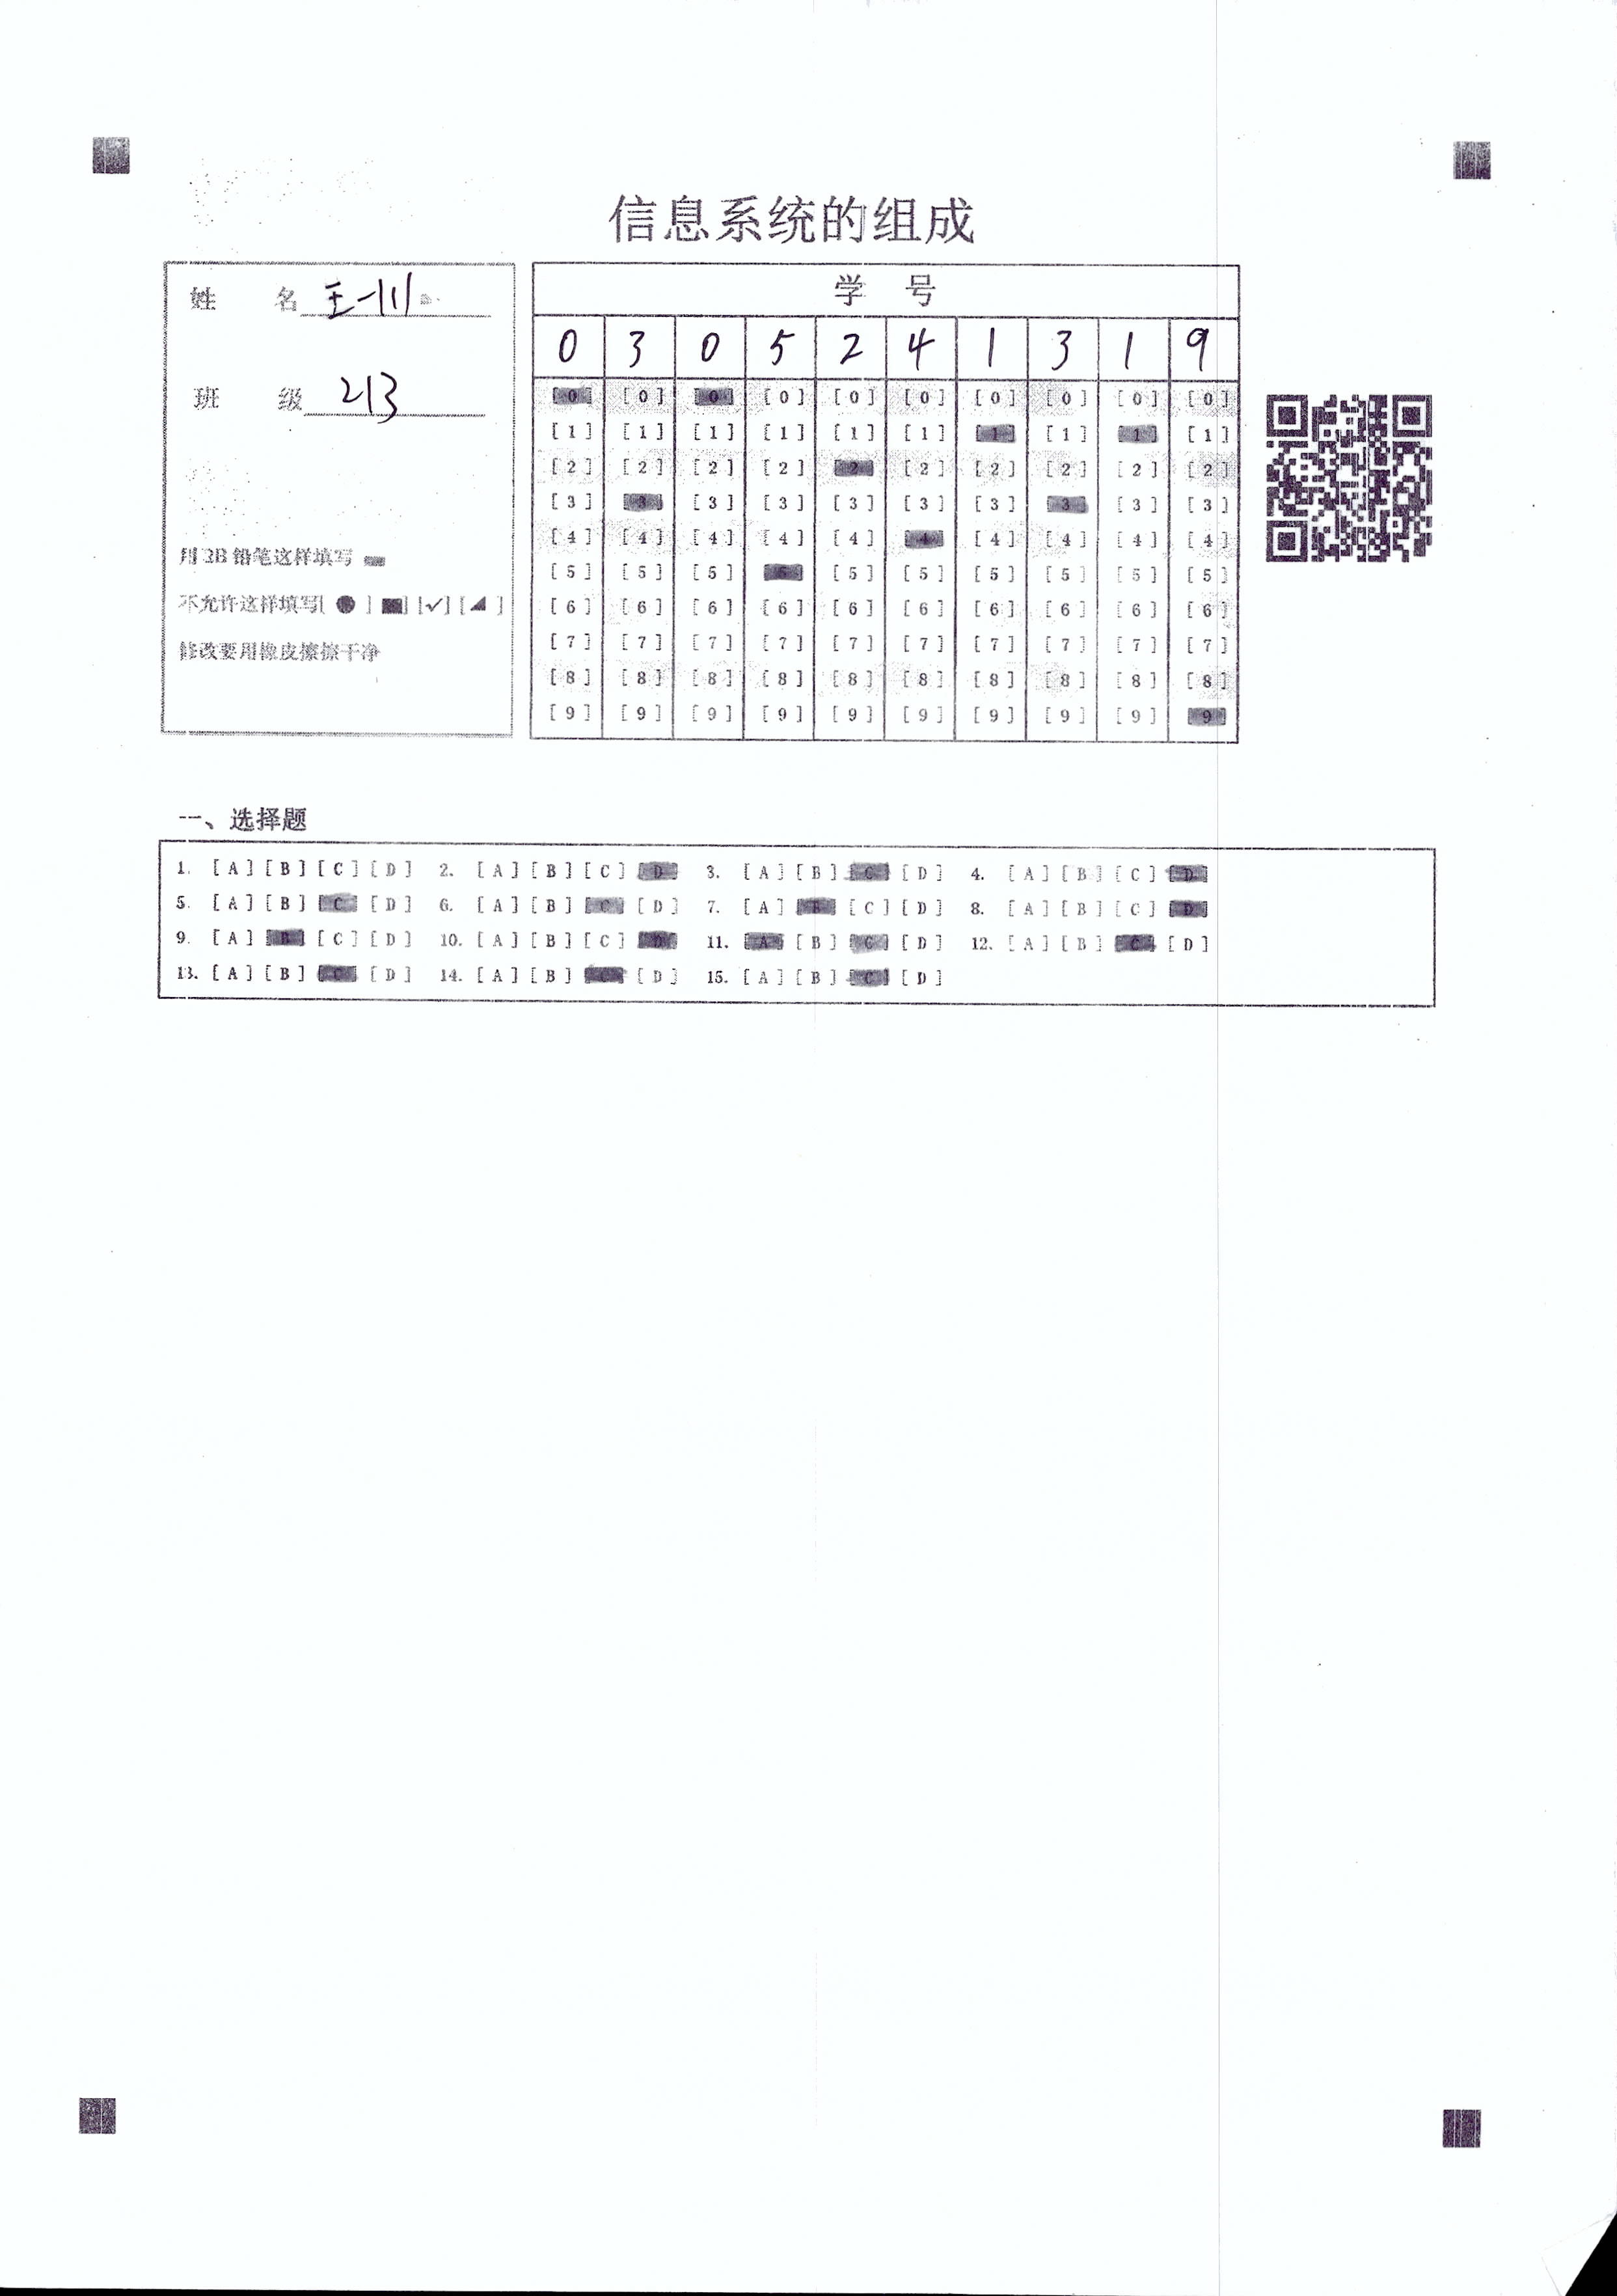 信息系统的组成
姓 名 王一川
班 级 213
用2B铅笔这样填写
不允许这样填写[ ● ] ■] [✓] [◢ ]
修改要用橡皮擦擦干净
学 号
0 3 0 5 2 4 1 3 1 9
[0] [0] [0] [0] [0] [0] [0] [0] [0] [0]
[1] [1] [1] [1] [1] [1] [1] [1] [1] [1]
[2] [2] [2] [2] [2] [2] [2] [2] [2] [2]
[3] [3] [3] [3] [3] [3] [3] [3] [3] [3]
[4] [4] [4] [4] [4] [4] [4] [4] [4] [4]
[5] [5] [5] [5] [5] [5] [5] [5] [5] [5]
[6] [6] [6] [6] [6] [6] [6] [6] [6] [6]
[7] [7] [7] [7] [7] [7] [7] [7] [7] [7]
[8] [8] [8] [8] [8] [8] [8] [8] [8] [8]
[9] [9] [9] [9] [9] [9] [9] [9] [9] [9]
一、选择题
1. [A] [B] [C] [D] 2. [A] [B] [C] [D] 3. [A] [B] [C] [D] 4. [A] [B] [C] [D]
5. [A] [B] [C] [D] 6. [A] [B] [C] [D] 7. [A] [B] [C] [D] 8. [A] [B] [C] [D]
9. [A] [B] [C] [D] 10. [A] [B] [C] [D] 11. [A] [B] [C] [D] 12. [A] [B] [C] [D]
13. [A] [B] [C] [D] 14. [A] [B] [C] [D] 15. [A] [B] [C] [D]